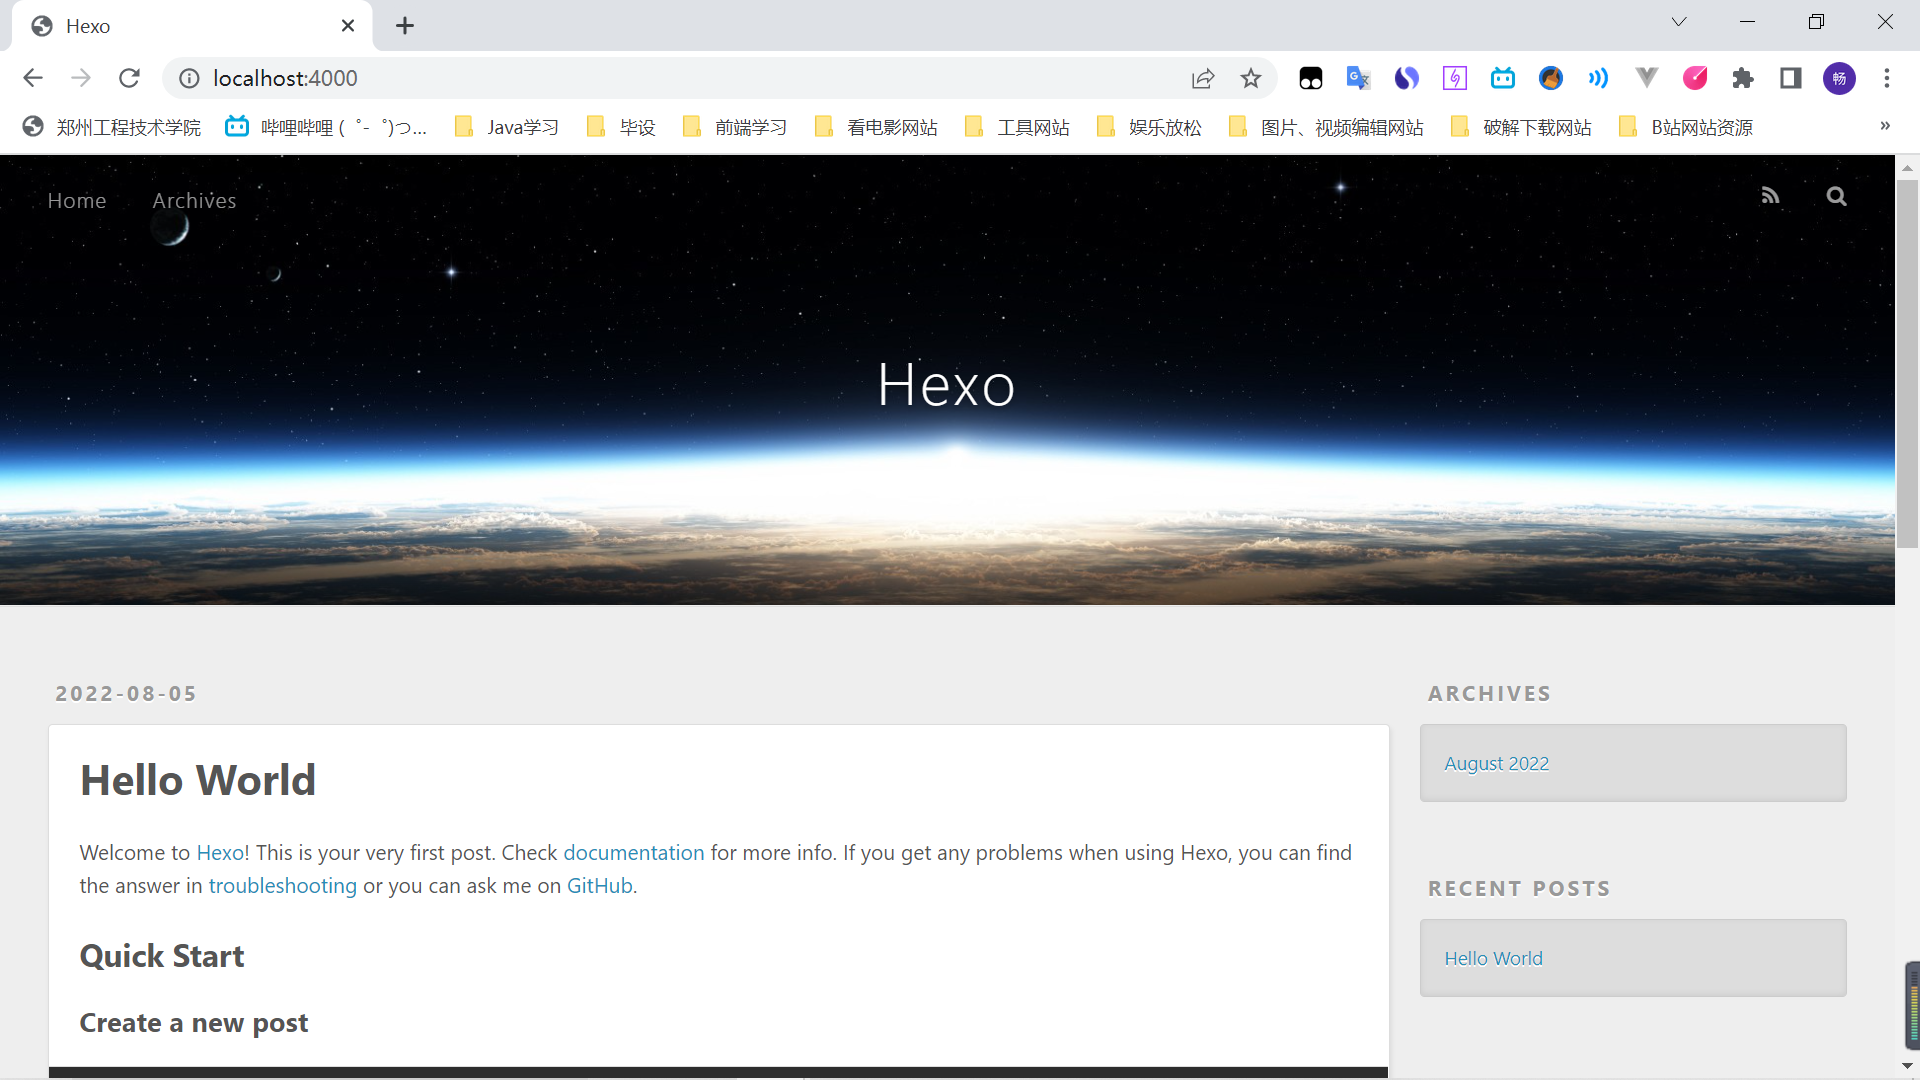 Hexo
localhost:4000
畅
郑州工程技术学院 哔哩哔哩 (゜-゜)つ... Java学习 毕设 前端学习 看电影网站 工具网站 娱乐放松 图片、视频编辑网站 破解下载网站 B站网站资源 »
Home Archives
Hexo
2022-08-05
Hello World
Welcome to Hexo! This is your very first post. Check documentation for more info. If you get any problems when using Hexo, you can find
the answer in troubleshooting or you can ask me on GitHub.
Quick Start
Create a new post
ARCHIVES
August 2022
RECENT POSTS
Hello World